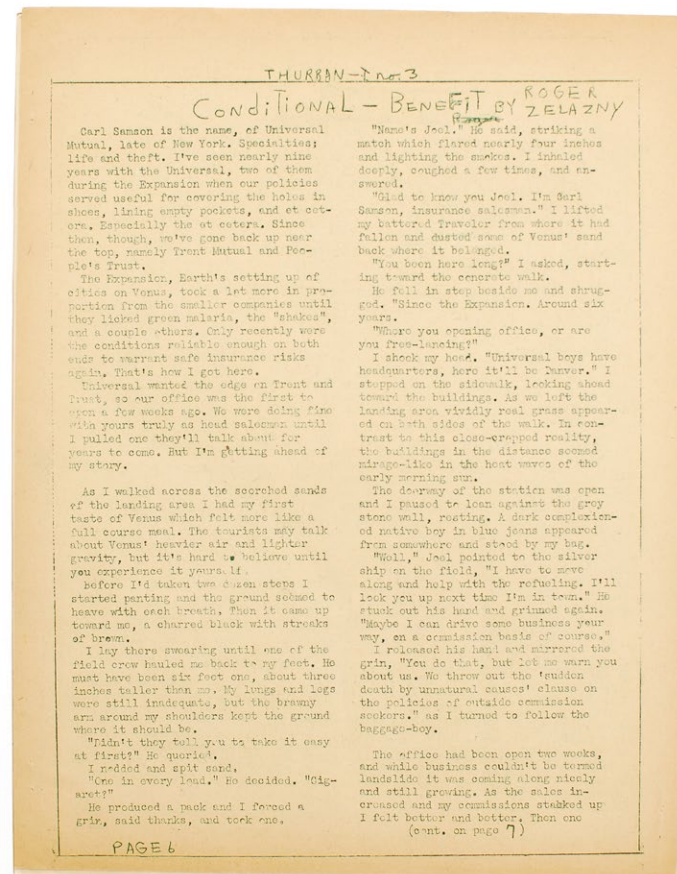 THURBAN-I no. 3
CONDITIONAL - BENEFIT BY ROGER ZELAZNY
Carl Samson is the name, of Universal
Mutual, late of New York. Specialties:
life and theft. I've seen nearly nine
years with the Universal, two of them
during the Expansion when our policies
served useful for covering the holes in
shoes, lining empty pockets, and et cet-
era. Especially the et cetera. Since
then, though, we've gone back up near
the top, namely Trent Mutual and Peo-
ple's Trust.
The Expansion, Earth's setting up of
cities on Venus, took a lot more in pro-
portion from the smaller companies until
they licked green malaria, the "shakes",
and a couple others. Only recently were
the conditions reliable enough on both
ends to warrant safe insurance risks
again. That's how I got here.
Universal wanted the edge on Trent and
Trust, so our office was the first to
open a few weeks ago. We were doing fine
with yours truly as head salesman until
I pulled one they'll talk about for
years to come. But I'm getting ahead of
my story.
As I walked across the scorched sands
of the landing area I had my first
taste of Venus which felt more like a
full course meal. The tourists may talk
about Venus' heavier air and lighter
gravity, but it's hard to believe until
you experience it yourself.
Before I'd taken two dozen steps I
started panting and the ground seemed to
heave with each breath. Then it came up
toward me, a charred black with streaks
of brown.
I lay there swearing until one of the
field crew hauled me back to my feet. He
must have been six feet one, about three
inches taller than me. My lungs and legs
were still inadequate, but the brawny
arm around my shoulders kept the ground
where it should be.
"Didn't they tell you to take it easy
at first?" He queried.
I nodded and spit sand.
"One in every load." He decided. "Cig-
aret?"
He produced a pack and I forced a
grin, said thanks, and took one.
"Name's Joel." He said, striking a
match which flared nearly four inches
and lighting the smokes. I inhaled
deeply, coughed a few times, and an-
swered.
"Glad to know you Joel. I'm Carl
Samson, insurance salesman." I lifted
my battered Traveler from where it had
fallen and dusted some of Venus' sand
back where it belonged.
"You been here long?" I asked, start-
ing toward the concrete walk.
He fell in step beside me and shrug-
ged. "Since the Expansion. Around six
years.
"Where you opening office, or are
you free-lancing?"
I shook my head. "Universal boys have
headquarters, here it'll be Danver." I
stepped on the sidewalk, looking ahead
toward the buildings. As we left the
landing area vividly real grass appear-
ed on both sides of the walk. In con-
trast to this close-cropped reality,
the buildings in the distance seemed
mirage-like in the heat waves of the
early morning sun.
The doorway of the station was open
and I paused to lean against the grey
stone wall, resting. A dark complexion-
ed native boy in blue jeans appeared
from somewhere and stood by my bag.
"Well," Joel pointed to the silver
ship on the field, "I have to move
along and help with the refueling. I'll
look you up next time I'm in town." He
stuck out his hand and grinned again.
"Maybe I can drive some business your
way, on a commission basis of course."
I released his hand and mirrored the
grin, "You do that, but let me warn you
about us. We throw out the 'sudden
death by unnatural causes' clause on
the policies of outside commission
seekers." as I turned to follow the
baggage-boy.
The office had been open two weeks,
and while business couldn't be termed
landslide it was coming along nicely
and still growing. As the sales in-
creased and my commissions stacked up
I felt better and better. Then one
(cont. on page 7)
PAGE 6